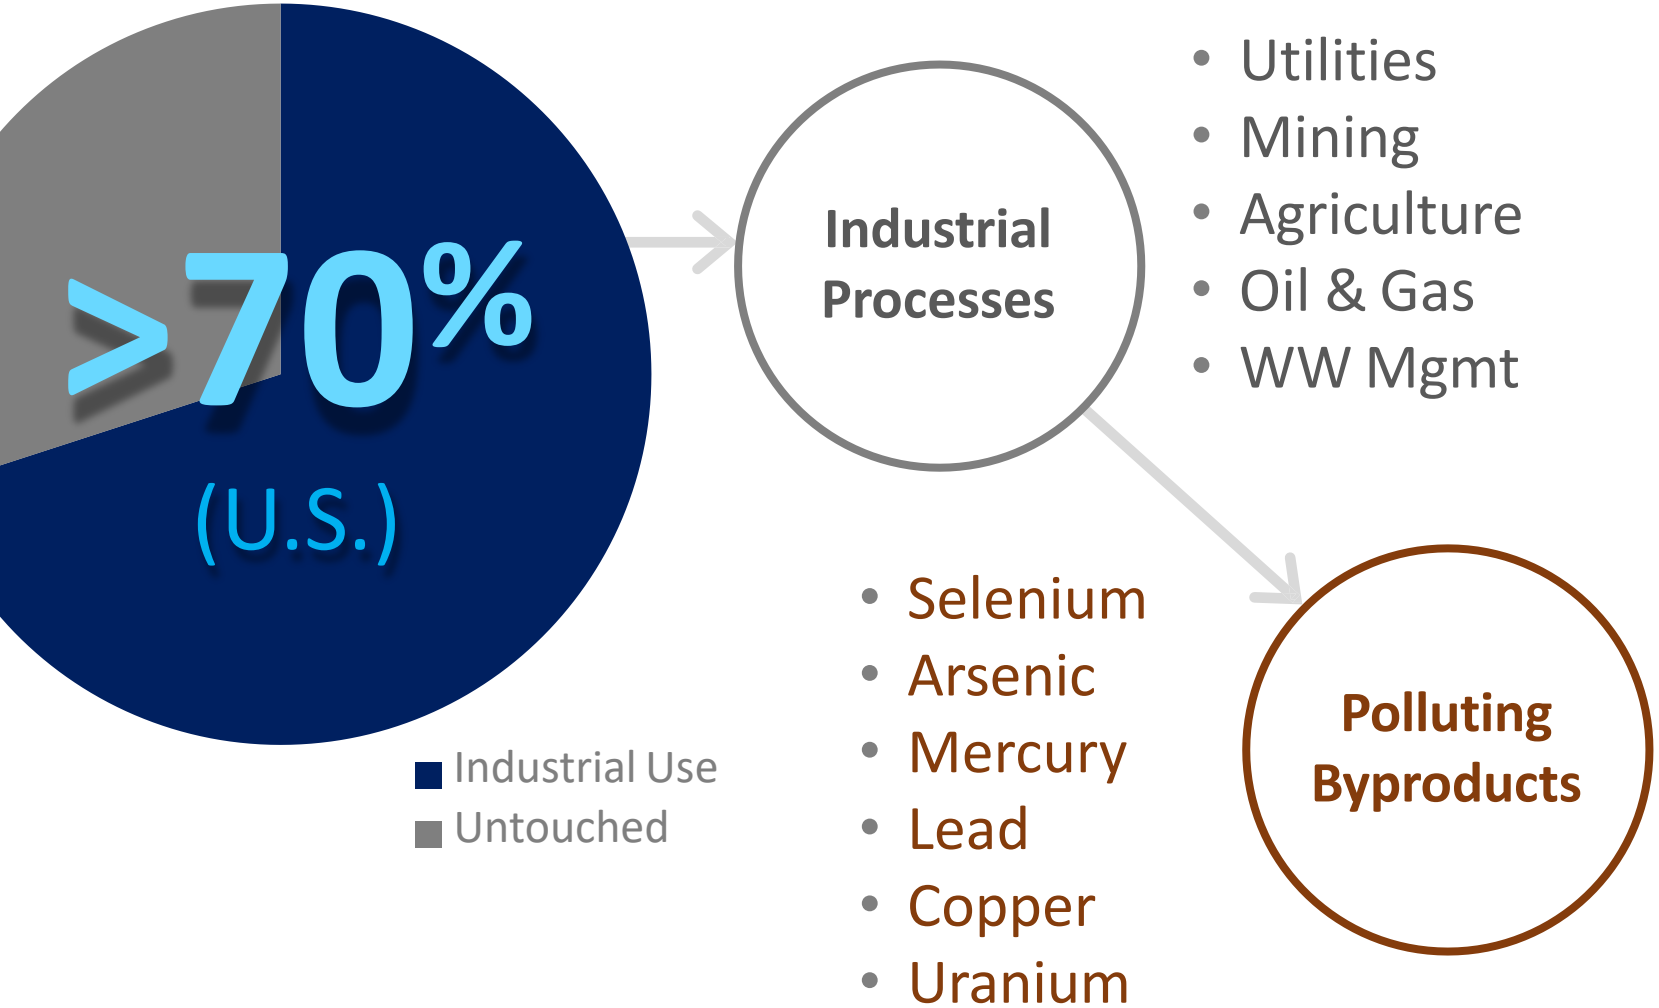 >70%
(U.S.)
Industrial Use
Untouched
Industrial
Processes
• Utilities
• Mining
• Agriculture
• Oil & Gas
• WW Mgmt
• Selenium
• Arsenic
• Mercury
• Lead
• Copper
• Uranium
Polluting
Byproducts